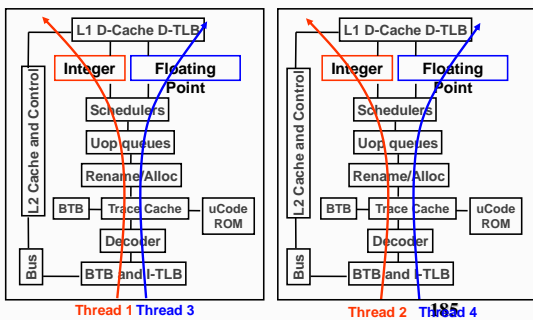 L1 D-Cache D-TLB
Integer
Floating
Point
Schedulers
Uop queues
Rename/Alloc
BTB
Trace Cache
uCode
ROM
Decoder
BTB and I-TLB
L2 Cache and Control
Bus
Thread 1
Thread 3
L1 D-Cache D-TLB
Integer
Floating
Point
Schedulers
Uop queues
Rename/Alloc
BTB
Trace Cache
uCode
ROM
Decoder
BTB and I-TLB
L2 Cache and Control
Bus
Thread 2
185
Thread 4